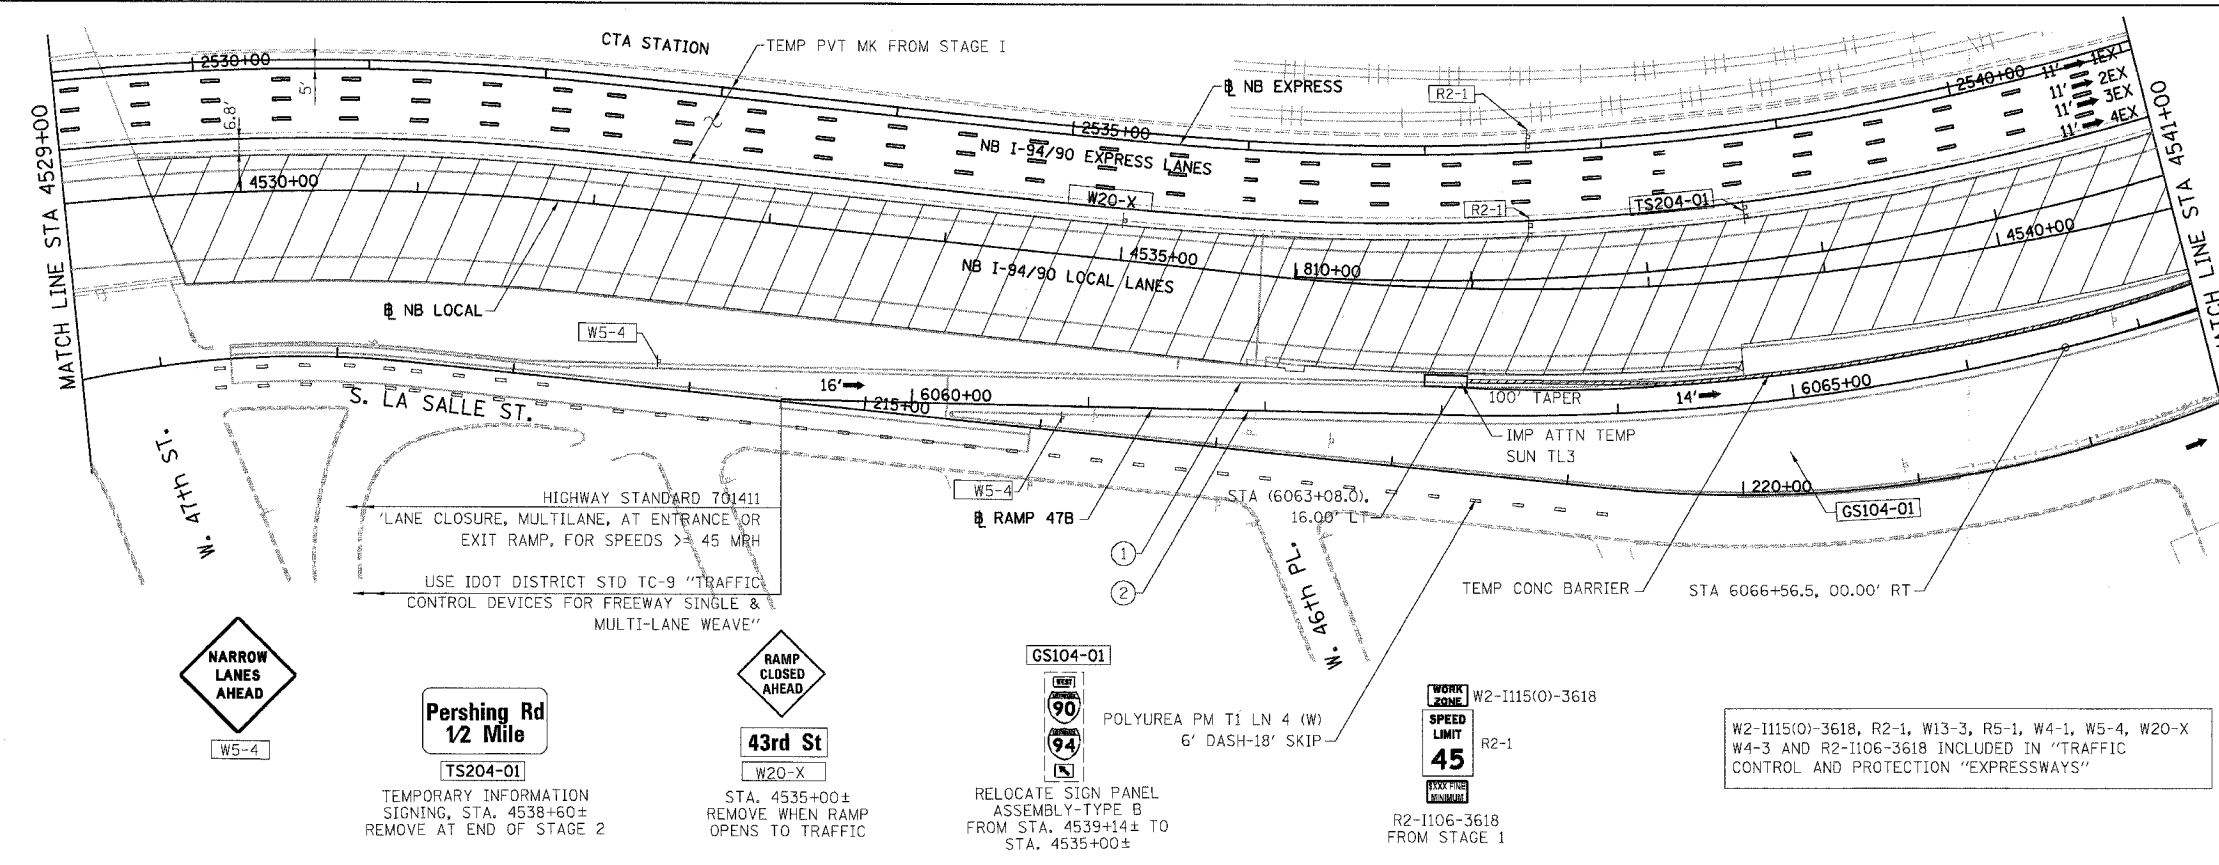 CTA STATION
TEMP PVT MK FROM STAGE I
2530+00
5'
6.8'
2535+00
NB EXPRESS
R2-1
2540+00
11' 1EX
11' 2EX
11' 3EX
11' 4EX
MATCH LINE STA 4529+00
MATCH LINE STA 4541+00
NB I-94/90 EXPRESS LANES
W20-X
R2-1
TS204-01
4530+00
4535+00
810+00
4540+00
NB I-94/90 LOCAL LANES
NB LOCAL
W5-4
16'
6060+00
215+00
S. LA SALLE ST.
100' TAPER
14'
6065+00
IMP ATTN TEMP
SUN TL3
W. 47th ST.
HIGHWAY STANDARD 701411
'LANE CLOSURE, MULTILANE, AT ENTRANCE OR
EXIT RAMP, FOR SPEEDS >= 45 MPH
USE IDOT DISTRICT STD TC-9 "TRAFFIC
CONTROL DEVICES FOR FREEWAY SINGLE &
MULTI-LANE WEAVE"
W5-4
RAMP 47B
1
2
STA (6063+08.0),
16.00' LT
220+00
GS104-01
W. 46th PL.
TEMP CONC BARRIER
STA 6066+56.5, 00.00' RT
NARROW
LANES
AHEAD
W5-4
Pershing Rd
1/2 Mile
TS204-01
TEMPORARY INFORMATION
SIGNING, STA. 4538+60±
REMOVE AT END OF STAGE 2
RAMP
CLOSED
AHEAD
43rd St
W20-X
STA. 4535+00±
REMOVE WHEN RAMP
OPENS TO TRAFFIC
GS104-01
WEST
90
94
RELOCATE SIGN PANEL
ASSEMBLY-TYPE B
FROM STA. 4539+14± TO
STA. 4535+00±
POLYUREA PM T1 LN 4 (W)
6' DASH-18' SKIP
WORK
ZONE
W2-I115(O)-3618
SPEED
LIMIT
45
R2-1
$XXX FINE
MINIMUM
R2-I106-3618
FROM STAGE 1
W2-I115(O)-3618, R2-1, W13-3, R5-1, W4-1, W5-4, W20-X
W4-3 AND R2-I106-3618 INCLUDED IN "TRAFFIC
CONTROL AND PROTECTION "EXPRESSWAYS"